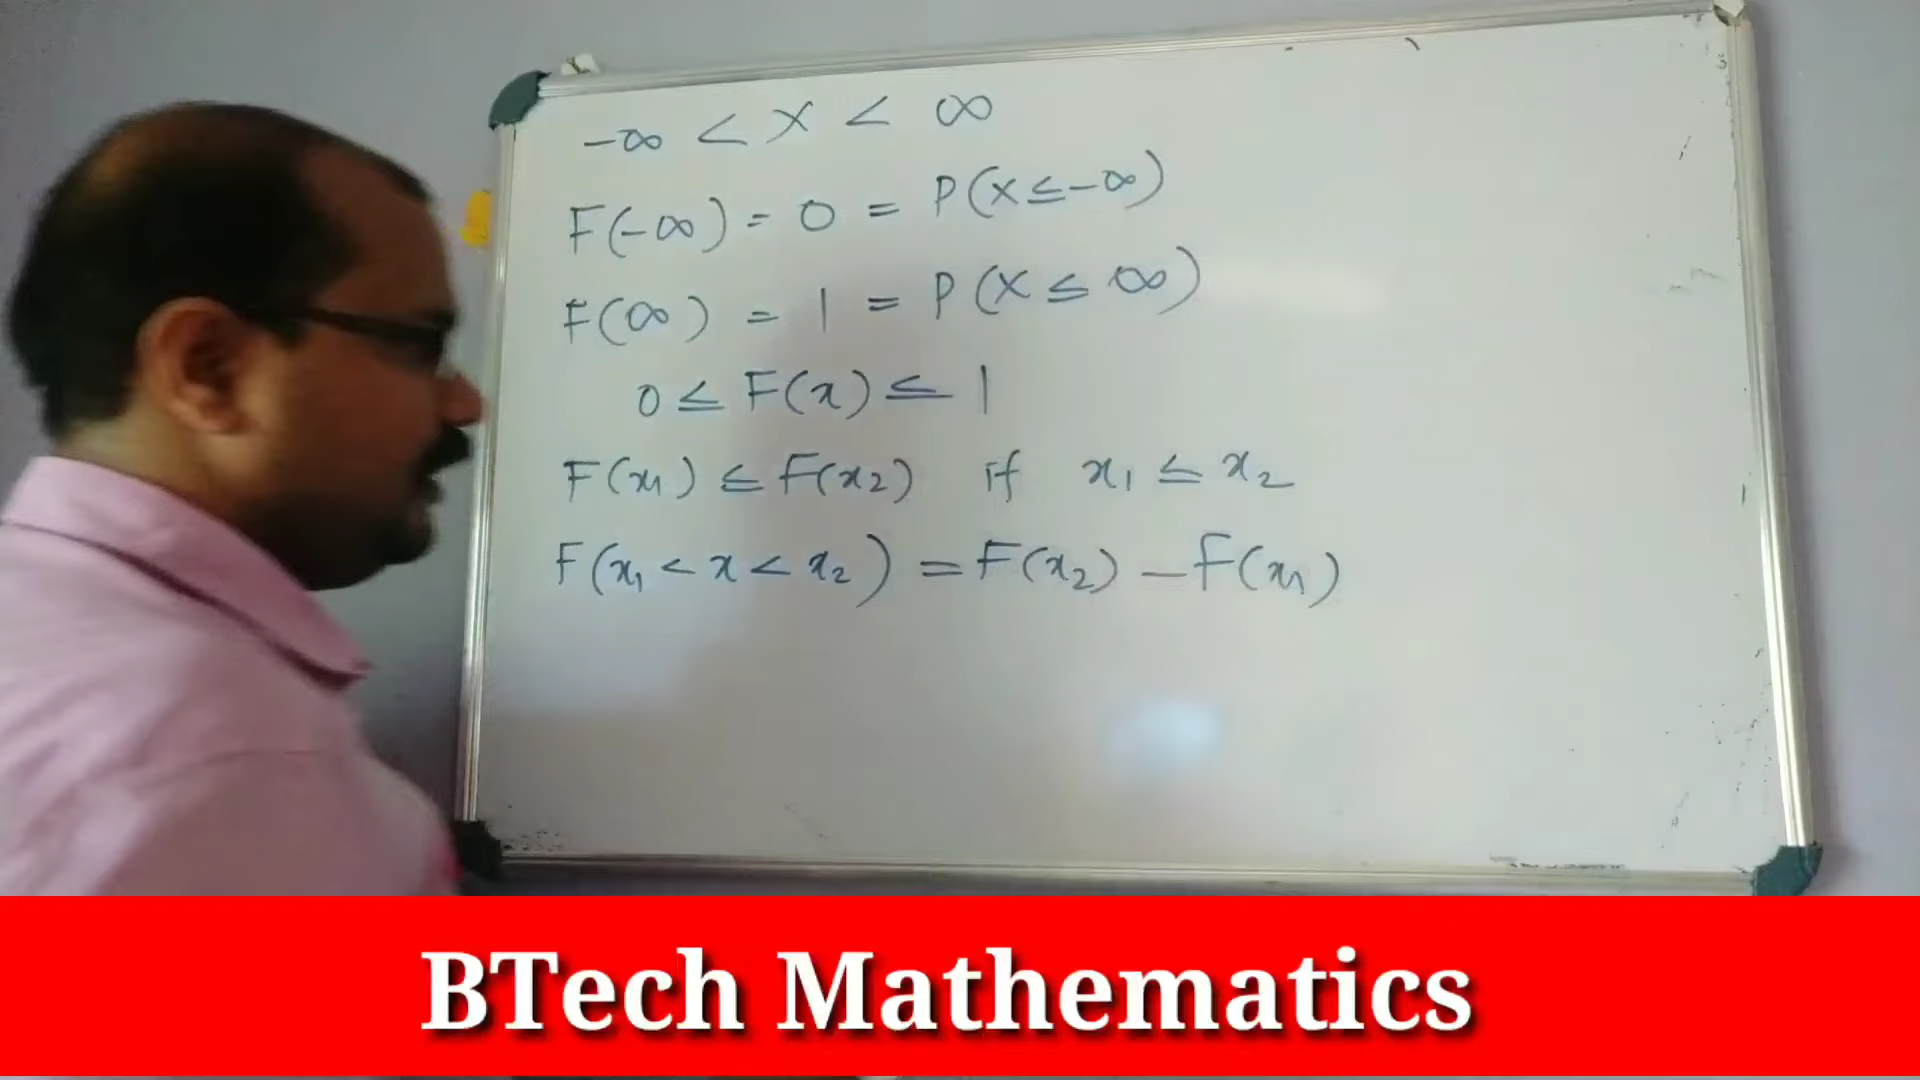 -∞ < X < ∞
F(-∞) = 0 = P(X ≤ -∞)
F(∞) = 1 = P(X ≤ ∞)
0 ≤ F(x) ≤ 1
F(x₁) ≤ F(x₂) if x₁ ≤ x₂
F(x₁ < x < x₂) = F(x₂) - F(x₁)
BTech Mathematics